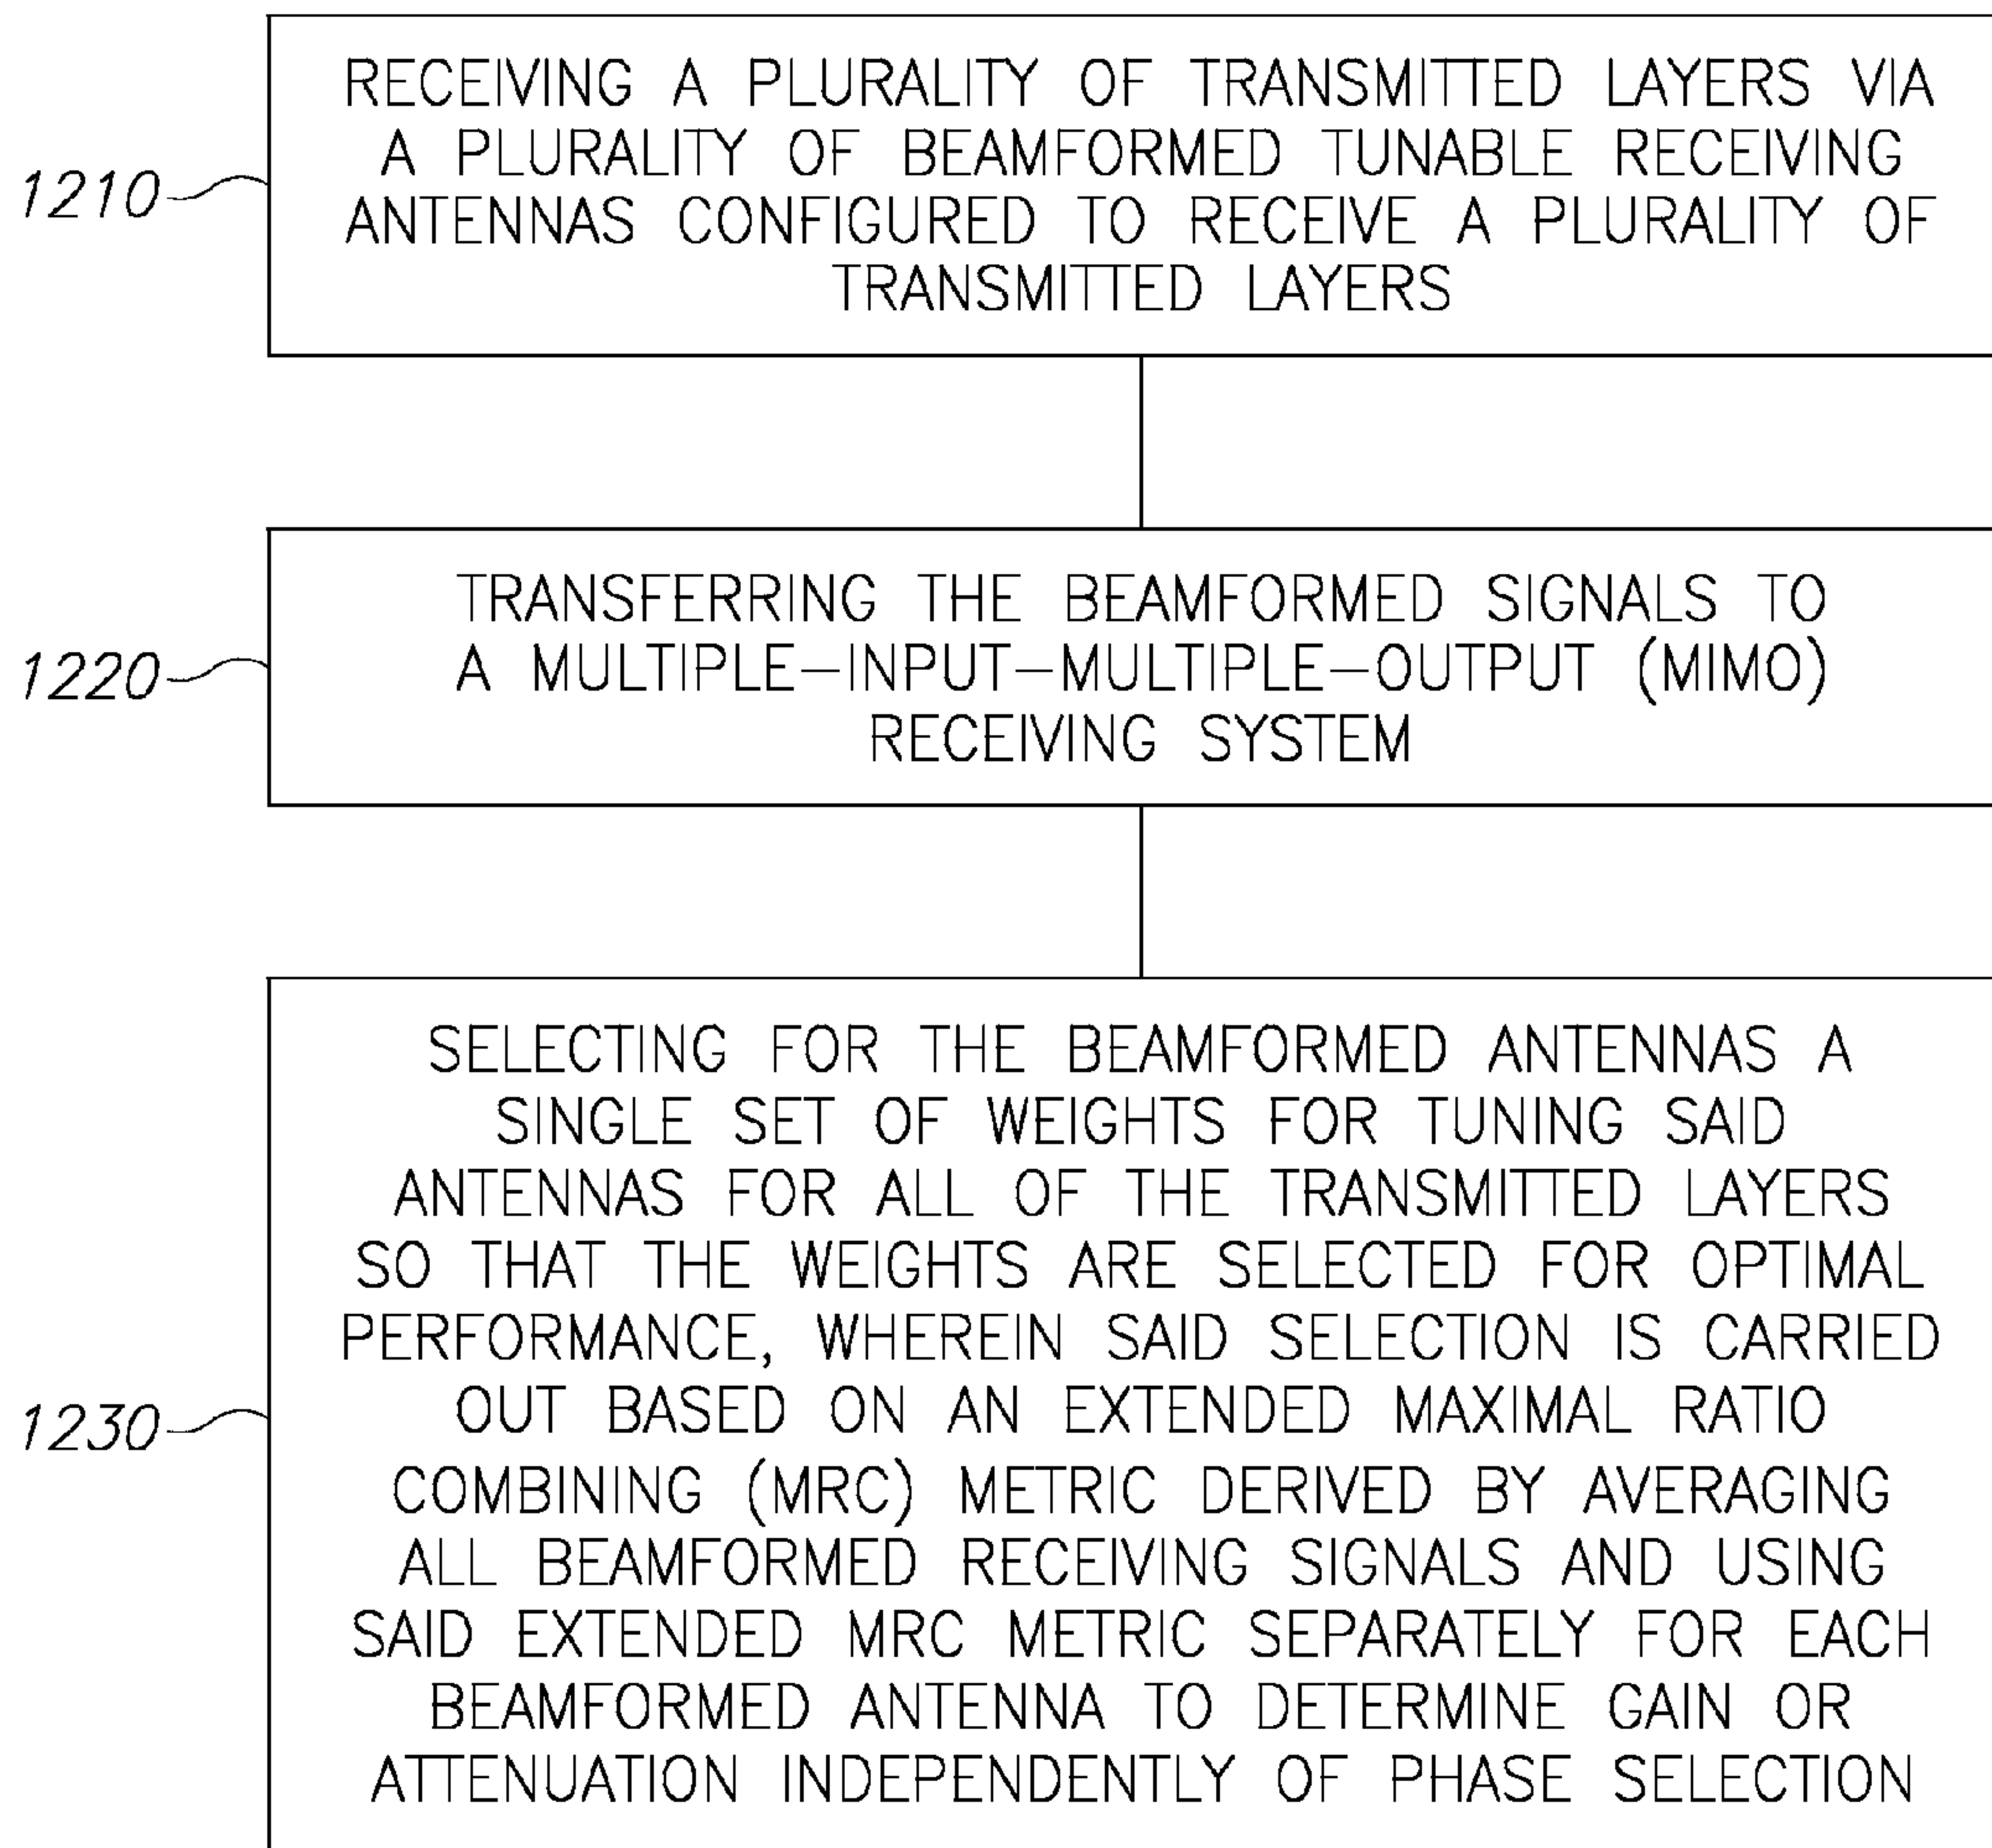 RECEIVING A PLURALITY OF TRANSMITTED LAYERS VIA
A PLURALITY OF BEAMFORMED TUNABLE RECEIVING
1210
ANTENNAS CONFIGURED TO RECEIVE A PLURALITY OF
TRANSMITTED LAYERS
TRANSFERRING THE BEAMFORMED SIGNALS TO
1220
A MULTIPLE-INPUT-MULTIPLE-OUTPUT (MIMO)
RECEIVING SYSTEM
SELECTING FOR THE BEAMFORMED ANTENNAS A
SINGLE SET OF WEIGHTS FOR TUNING SAID
ANTENNAS FOR ALL OF THE TRANSMITTED LAYERS
SO THAT THE WEIGHTS ARE SELECTED FOR OPTIMAL
PERFORMANCE, WHEREIN SAID SELECTION IS CARRIED
1230
OUT BASED ON AN EXTENDED MAXIMAL RATIO
COMBINING (MRC) METRIC DERIVED BY AVERAGING
ALL BEAMFORMED RECEIVING SIGNALS AND USING
SAID EXTENDED MRC METRIC SEPARATELY FOR EACH
BEAMFORMED ANTENNA TO DETERMINE GAIN OR
ATTENUATION INDEPENDENTLY OF PHASE SELECTION